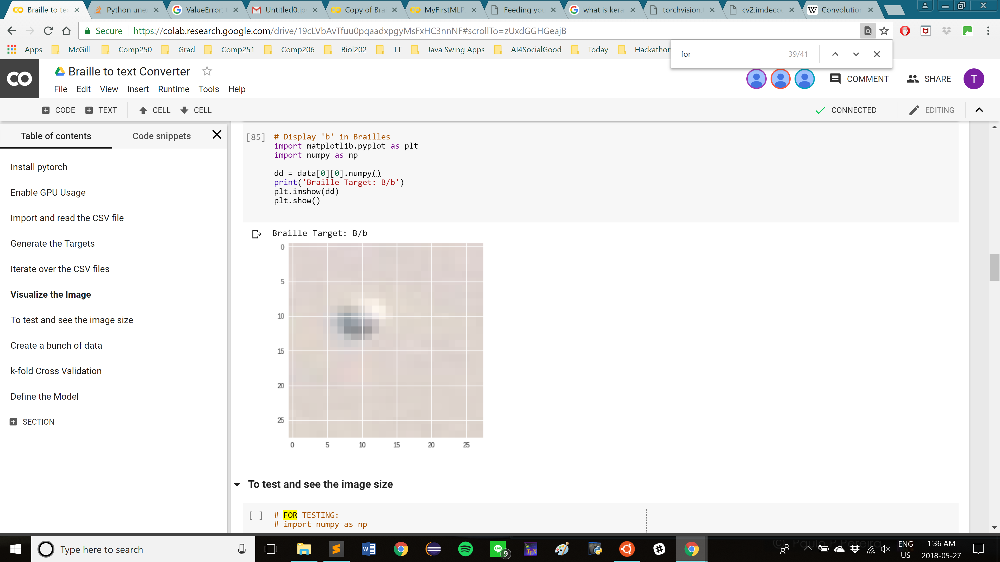 Braille to te
Python une
ValueError: t
Untitled0.ip
Copy of Bra
MyFirstMLP
Feeding you
what is kera
torchvision.
cv2.imdecod
W Convolution
Secure https://colab.research.google.com/drive/19cLVbAvTfuu0pqaadxpgyMsFxHC3nnNF#scrollTo=zUxdGGHGeajB
Apps McGill Comp250 Grad Comp251 Comp206 Biol202 TT Java Swing Apps AI4SocialGood Today Hackathon
for 39/41
CO Braille to text Converter
COMMENT SHARE T
File Edit View Insert Runtime Tools Help
CODE TEXT CELL CELL CONNECTED EDITING
Table of contents Code snippets
Install pytorch
Enable GPU Usage
Import and read the CSV file
Generate the Targets
Iterate over the CSV files
Visualize the Image
To test and see the image size
Create a bunch of data
k-fold Cross Validation
Define the Model
SECTION
[85] # Display 'b' in Brailles
import matplotlib.pyplot as plt
import numpy as np
dd = data[0][0].numpy()
print('Braille Target: B/b')
plt.imshow(dd)
plt.show()
Braille Target: B/b
0
5
10
15
20
25
0 5 10 15 20 25
To test and see the image size
[ ] # FOR TESTING:
# import numpy as np
Type here to search
W
LINE
9
TEX
© Paulo P Pereira
ENG
US
1:36 AM
2018-05-27